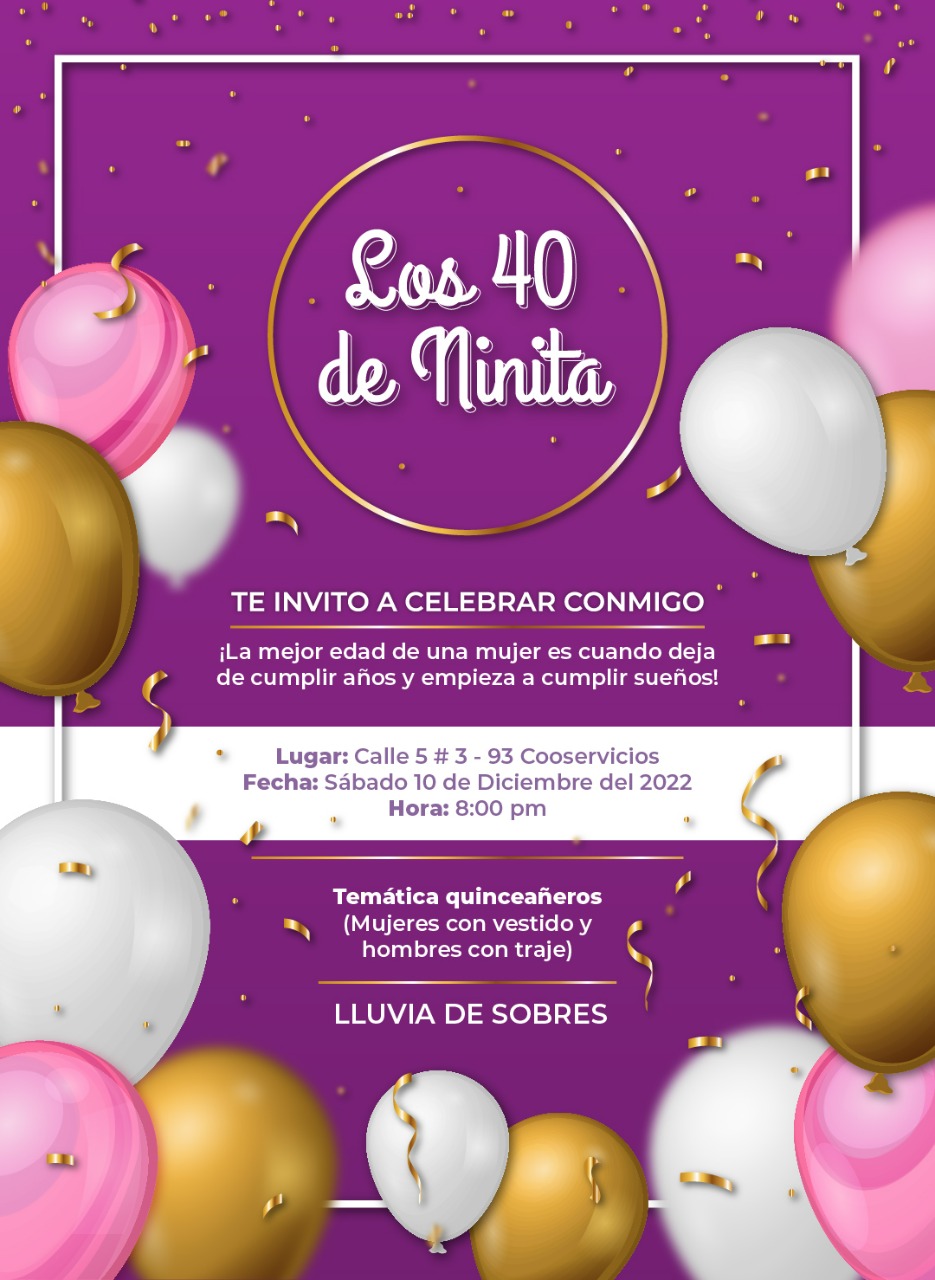 Los 40
de Ninita
TE INVITO A CELEBRAR CONMIGO
¡La mejor edad de una mujer es cuando deja
de cumplir años y empieza a cumplir sueños!
Lugar: Calle 5 # 3 - 93 Cooservicios
Fecha: Sábado 10 de Diciembre del 2022
Hora: 8:00 pm
Temática quinceañeros
(Mujeres con vestido y
hombres con traje)
LLUVIA DE SOBRES